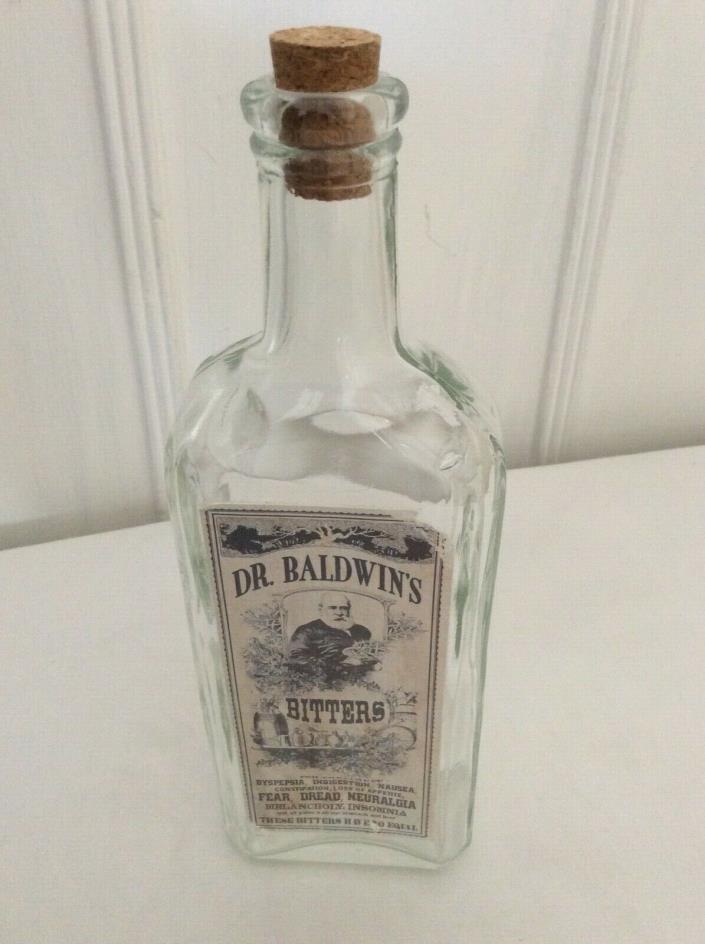 DR. BALDWIN'S
BITTERS
DYSPEPSIA, INDIGESTION, NAUSEA,
CONSTIPATION, LOSS OF APPETITE,
FEAR, DREAD, NEURALGIA
MELANCHOLY, INSOMNIA
THESE BITTERS NO EQUAL